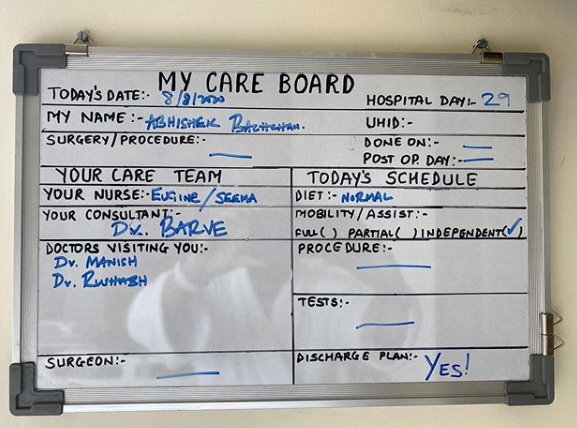 MY CARE BOARD
TODAY'S DATE:- 8/8/2020
HOSPITAL DAY:- 29
MY NAME:- ABHISHEK BACHCHAN.
UHID:-
SURGERY/PROCEDURE:- —
DONE ON:- —
POST OP. DAY:- —
YOUR CARE TEAM
TODAY'S SCHEDULE
YOUR NURSE:- EUGINE/SEEMA
DIET:- NORMAL
YOUR CONSULTANT:-
Dr. BARVE
MOBILITY/ASSIST:-
FULL( ) PARTIAL( ) INDEPENDENT(✓)
DOCTORS VISITING YOU:-
Dr. MANISH
Dr.
PROCEDURE:-
—
TESTS:-
—
SURGEON:- —
DISCHARGE PLAN:- YES!